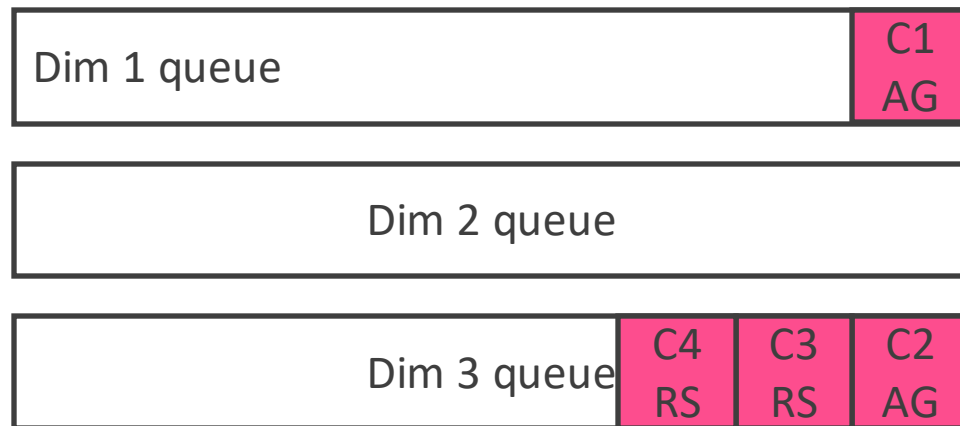 Dim 1 queue
C1
AG
Dim 2 queue
Dim 3 queue
C4
RS
C3
RS
C2
AG